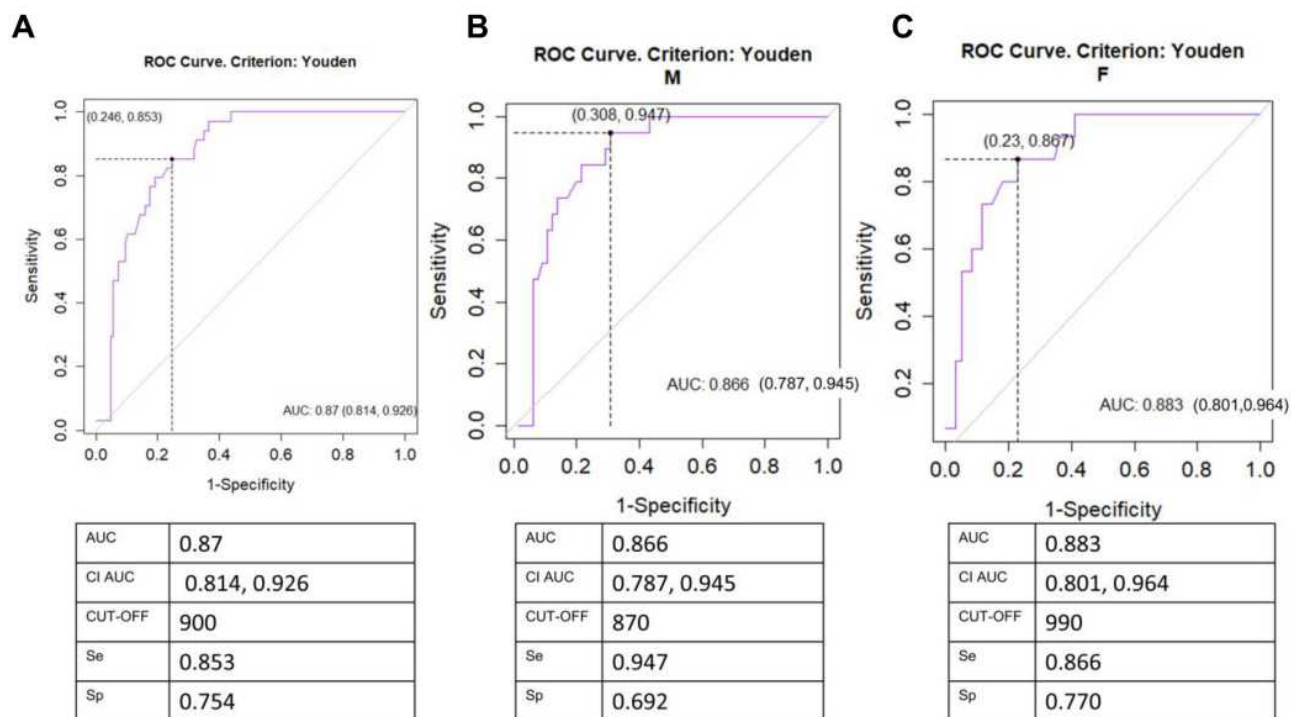 A
ROC Curve. Criterion: Youden
(0.246, 0.853)
1.0
0.8
0.6
0.4
0.2
0.0
Sensitivity
AUC: 0.87 (0.814, 0.926)
0.0 0.2 0.4 0.6 0.8 1.0
1-Specificity
AUC 0.87
CI AUC 0.814, 0.926
CUT-OFF 900
Se 0.853
Sp 0.754
B
ROC Curve. Criterion: Youden
M
(0.308, 0.947)
1.0
0.8
0.6
0.4
0.2
0.0
Sensitivity
AUC: 0.866 (0.787, 0.945)
0.0 0.2 0.4 0.6 0.8 1.0
1-Specificity
AUC 0.866
CI AUC 0.787, 0.945
CUT-OFF 870
Se 0.947
Sp 0.692
C
ROC Curve. Criterion: Youden
F
(0.23, 0.867)
1.0
0.8
0.6
0.4
0.2
Sensitivity
AUC: 0.883 (0.801,0.964)
0.0 0.2 0.4 0.6 0.8 1.0
1-Specificity
AUC 0.883
CI AUC 0.801, 0.964
CUT-OFF 990
Se 0.866
Sp 0.770